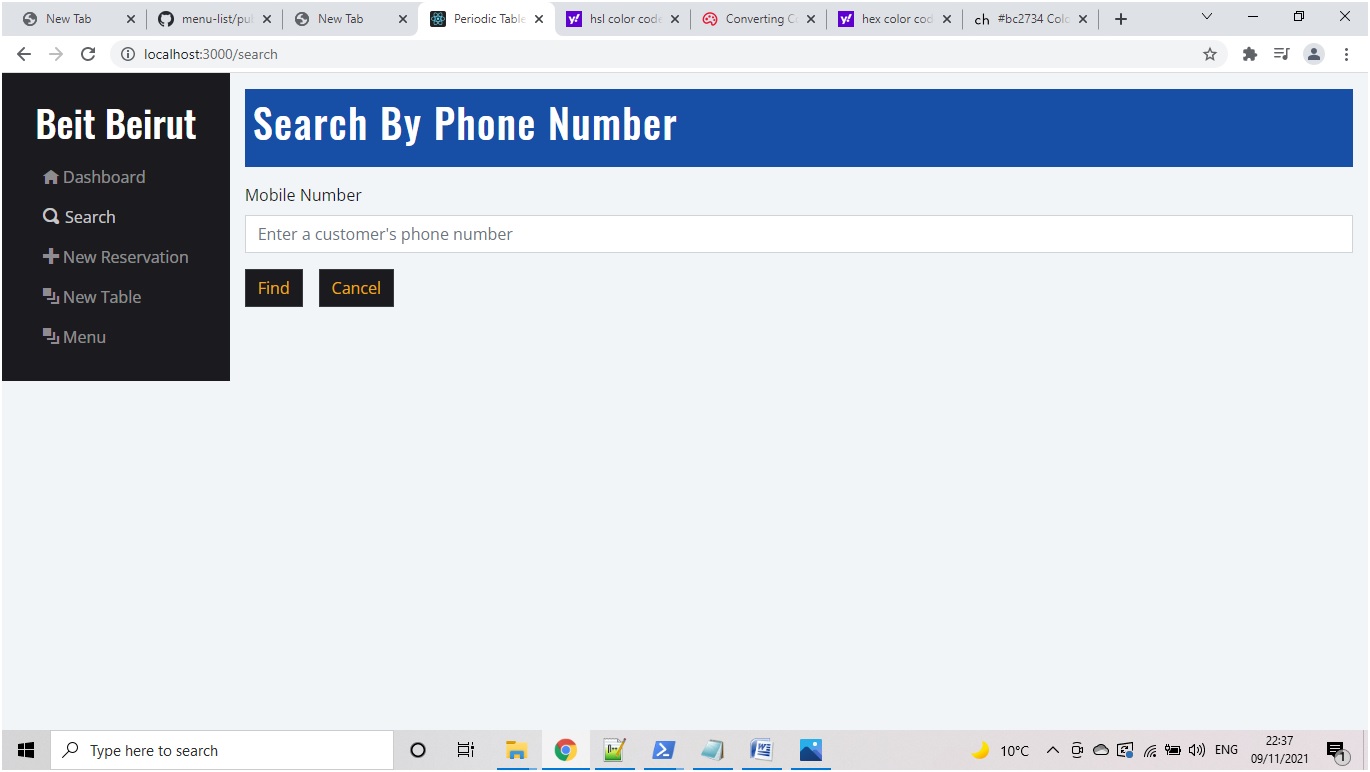 New Tab
menu-list/pu
New Tab
Periodic Table
hsl color code
Converting C
hex color cod
ch #bc2734 Colo
localhost:3000/search
Beit Beirut
Dashboard
Search
New Reservation
New Table
Menu
Search By Phone Number
Mobile Number
Enter a customer's phone number
Find Cancel
Type here to search
10°C
ENG
22:37
09/11/2021
1